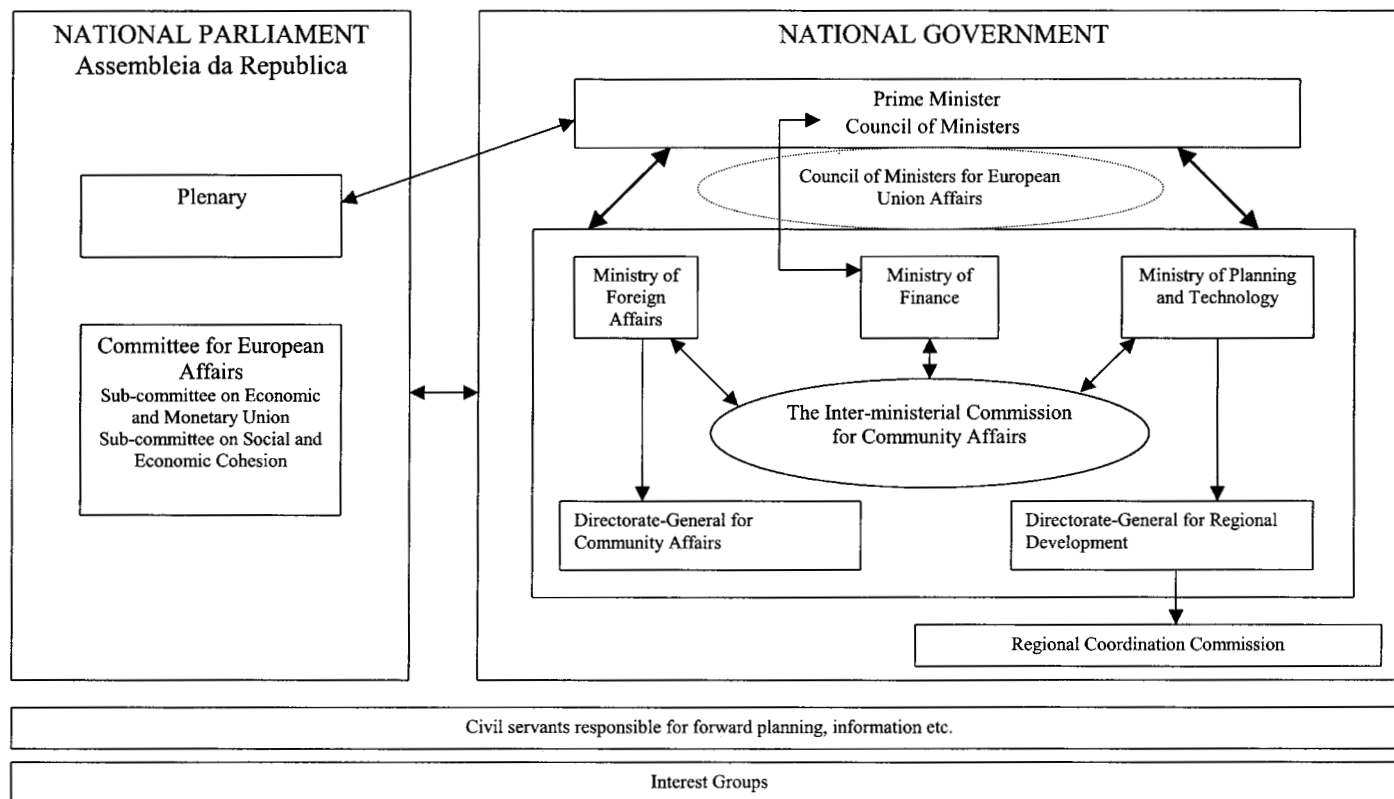 NATIONAL PARLIAMENT
Assembleia da Republica
Plenary
Committee for European
Affairs
Sub-committee on Economic
and Monetary Union
Sub-committee on Social and
Economic Cohesion
NATIONAL GOVERNMENT
Prime Minister
Council of Ministers
Council of Ministers for European
Union Affairs
Ministry of
Foreign
Affairs
Ministry of
Finance
Ministry of Planning
and Technology
The Inter-ministerial Commission
for Community Affairs
Directorate-General for
Community Affairs
Directorate-General for Regional
Development
Regional Coordination Commission
Civil servants responsible for forward planning, information etc.
Interest Groups